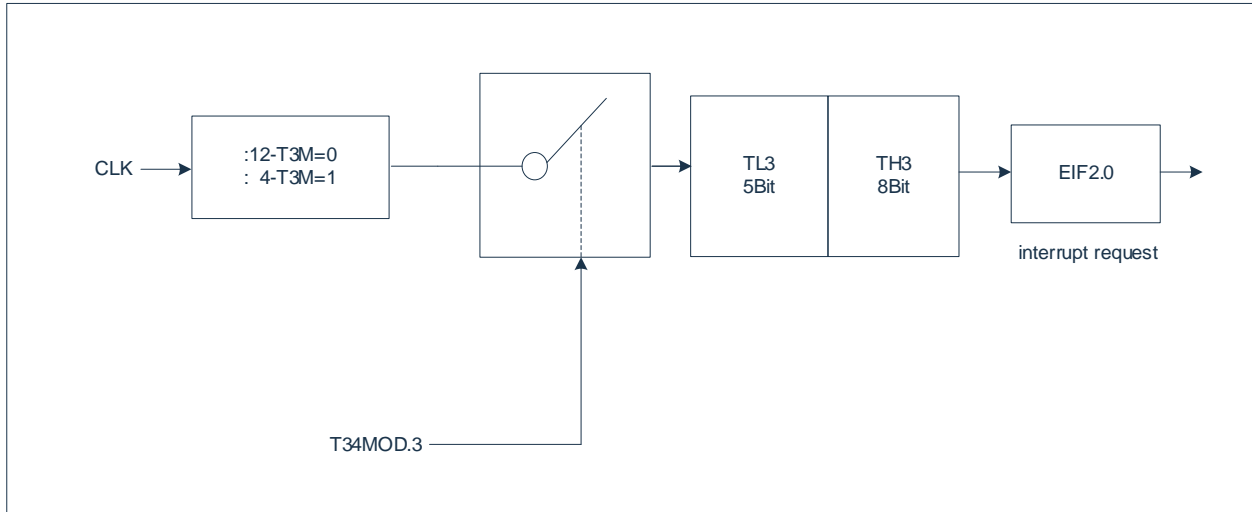 CLK
:12-T3M=0
: 4-T3M=1
TL3
5Bit
TH3
8Bit
EIF2.0
interrupt request
T34MOD.3